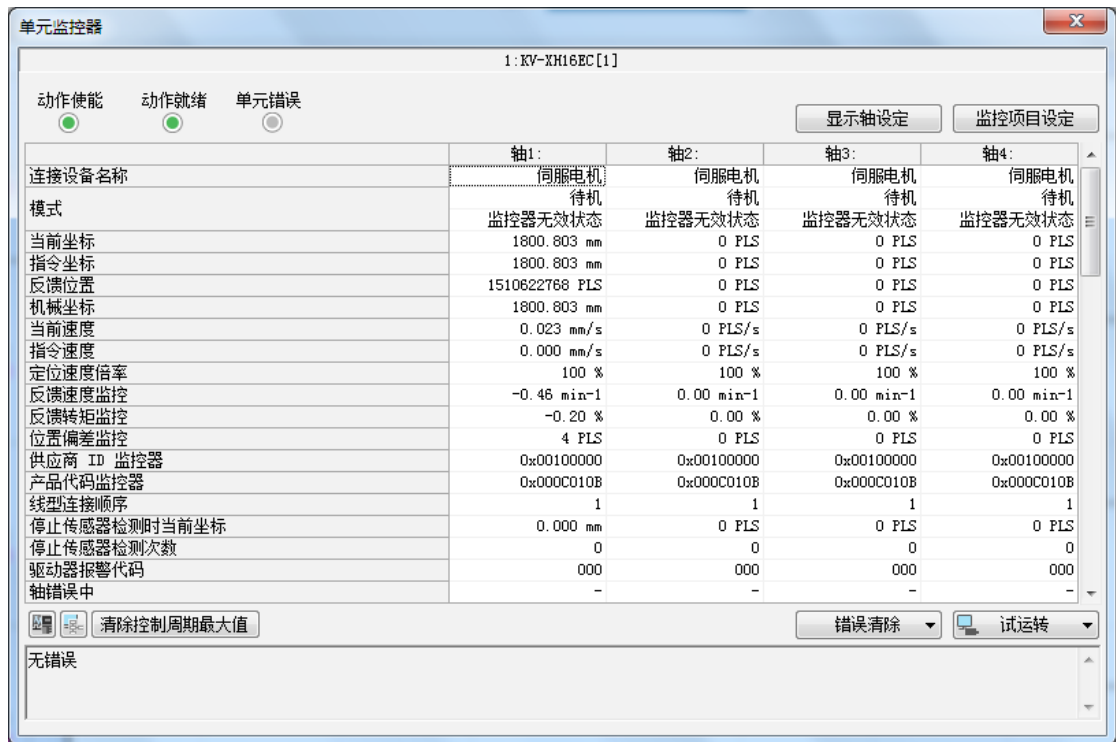 单元监控器
1:KV-XH16EC[1]
动作使能 动作就绪 单元错误
显示轴设定 监控项目设定
轴1: 轴2: 轴3: 轴4:
连接设备名称 伺服电机 伺服电机 伺服电机 伺服电机
模式 待机 待机 待机 待机
监控器无效状态 监控器无效状态 监控器无效状态 监控器无效状态
当前坐标 1800.803 mm 0 PLS 0 PLS 0 PLS
指令坐标 1800.803 mm 0 PLS 0 PLS 0 PLS
反馈位置 1510622768 PLS 0 PLS 0 PLS 0 PLS
机械坐标 1800.803 mm 0 PLS 0 PLS 0 PLS
当前速度 0.023 mm/s 0 PLS/s 0 PLS/s 0 PLS/s
指令速度 0.000 mm/s 0 PLS/s 0 PLS/s 0 PLS/s
定位速度倍率 100 % 100 % 100 % 100 %
反馈速度监控 -0.46 min-1 0.00 min-1 0.00 min-1 0.00 min-1
反馈转矩监控 -0.20 % 0.00 % 0.00 % 0.00 %
位置偏差监控 4 PLS 0 PLS 0 PLS 0 PLS
供应商 ID 监控器 0x00100000 0x00100000 0x00100000 0x00100000
产品代码监控器 0x000C010B 0x000C010B 0x000C010B 0x000C010B
线型连接顺序 1 1 1 1
停止传感器检测时当前坐标 0.000 mm 0 PLS 0 PLS 0 PLS
停止传感器检测次数 0 0 0 0
驱动器报警代码 000 000 000 000
轴错误中 - - - -
清除控制周期最大值 错误清除 试运转
无错误